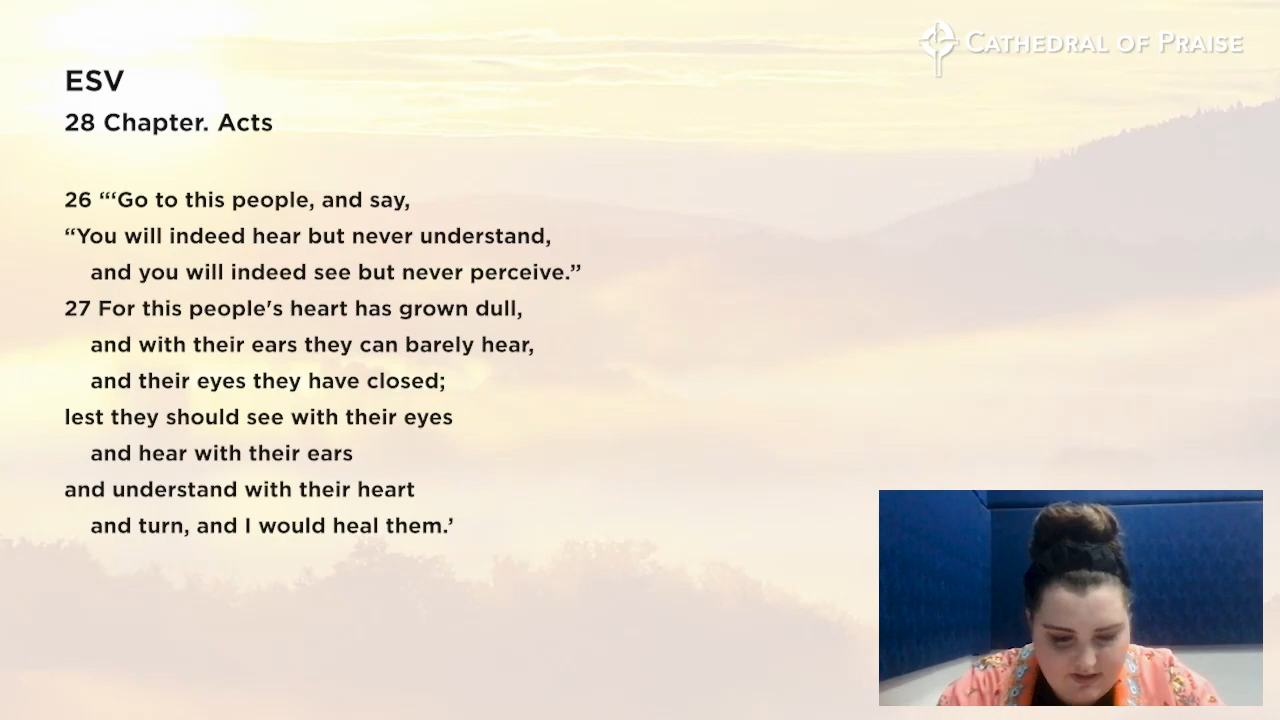 CATHEDRAL OF PRAISE
ESV
28 Chapter. Acts
26 “‘Go to this people, and say,
“You will indeed hear but never understand,
and you will indeed see but never perceive.”
27 For this people's heart has grown dull,
and with their ears they can barely hear,
and their eyes they have closed;
lest they should see with their eyes
and hear with their ears
and understand with their heart
and turn, and I would heal them.’